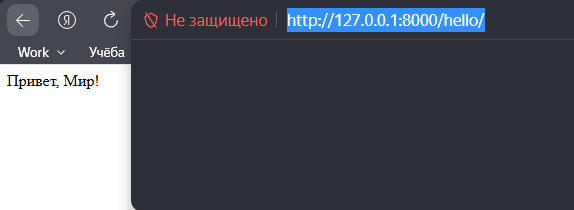 Я Не защищено http://127.0.0.1:8000/hello/
Work Учёба
Привет, Мир!